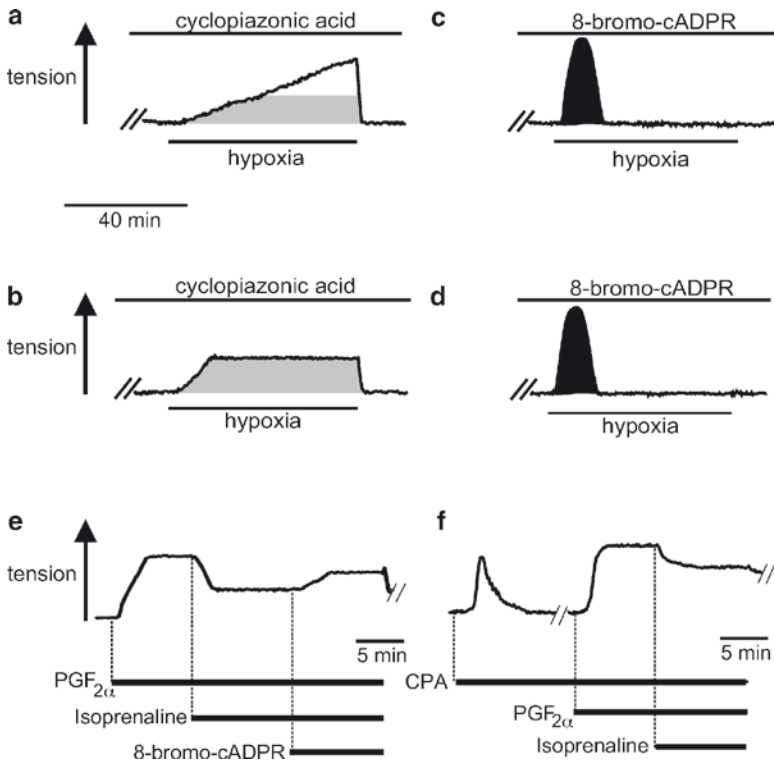 a
cyclopiazonic acid
tension
hypoxia
40 min
c
8-bromo-cADPR
hypoxia
b
cyclopiazonic acid
tension
hypoxia
d
8-bromo-cADPR
hypoxia
e
tension
5 min
PGF2α
Isoprenaline
8-bromo-cADPR
f
5 min
CPA
PGF2α
Isoprenaline